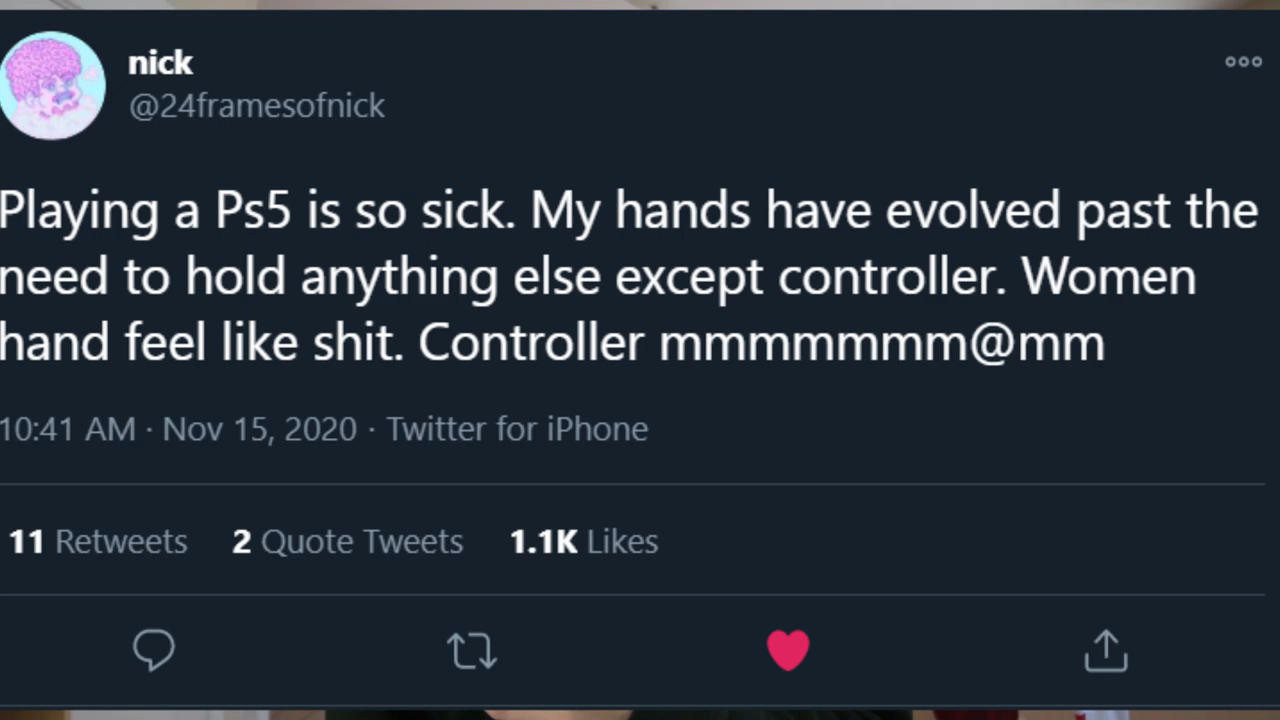 nick
@24framesofnick
Playing a Ps5 is so sick. My hands have evolved past the
need to hold anything else except controller. Women
hand feel like shit. Controller mmmmmmm@mm
10:41 AM · Nov 15, 2020 · Twitter for iPhone
11 Retweets 2 Quote Tweets 1.1K Likes